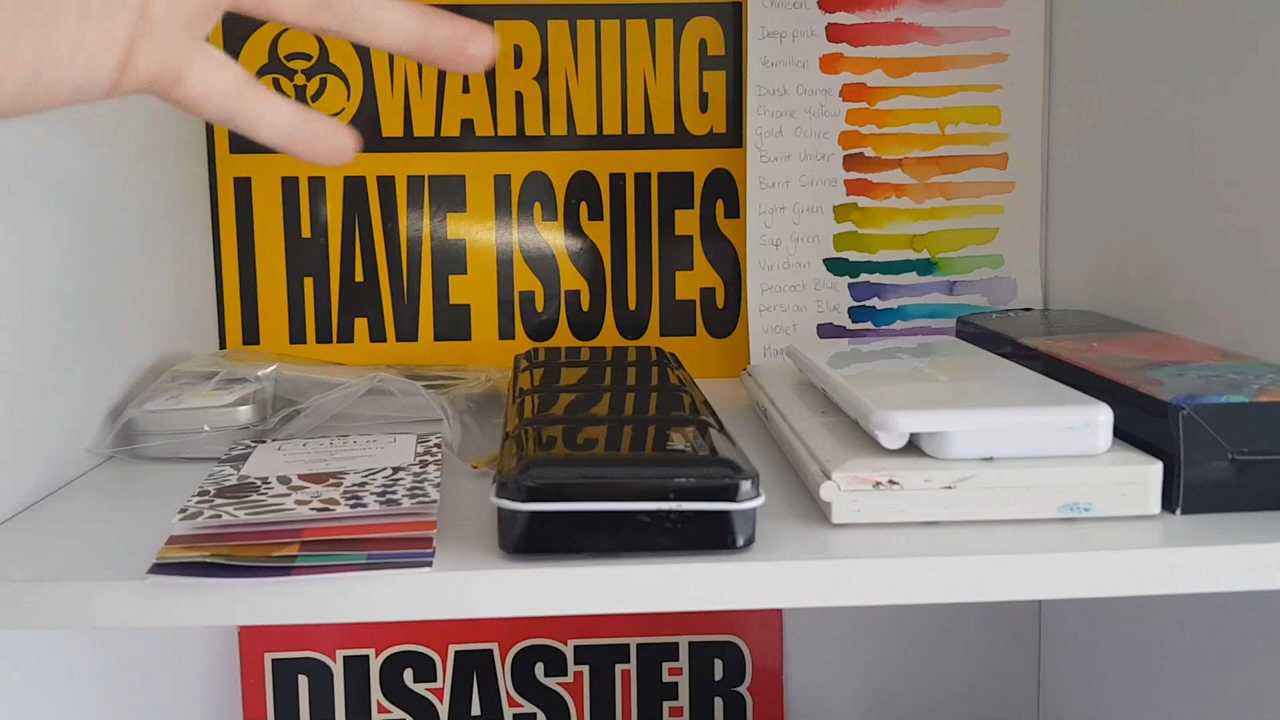 WARNING
I HAVE ISSUES
Crimson
Deep pink
Vermillion
Dusk Orange
Chrome Yellow
Gold Ochre
Burnt Umber
Burnt Sienna
Light Green
Sap Green
Viridian
Peacock Blue
persian Blue
Violet
DISASTER